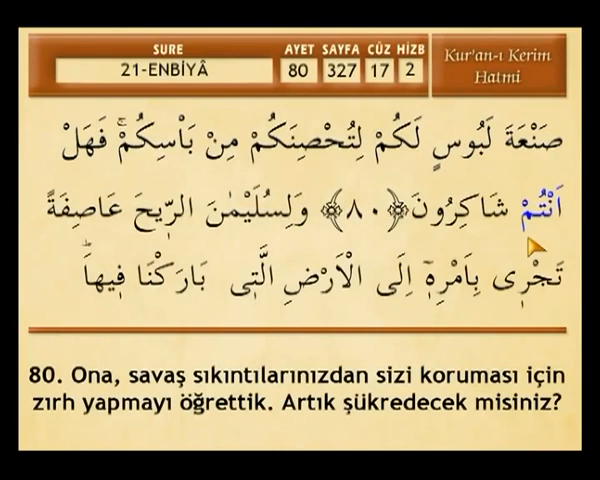 SURE AYET SAYFA CÜZ HİZB
21-ENBİYÂ 80 327 17 2
Kur'an-ı Kerim
Hatmi
صَنْعَةَ لَبُوسٍ لَكُمْ لِتُحْصِنَكُمْ مِنْ بَاْسِكُمْۚ فَهَلْ
اَنْتُمْ شَاكِرُونَ ﴿٨٠﴾ وَلِسُلَيْمٰنَ الرّ۪يحَ عَاصِفَةً
تَجْر۪ي بِاَمْرِه۪ٓ اِلَى الْاَرْضِ الَّت۪ي بَارَكْنَا ف۪يهَاۜ
80. Ona, savaş sıkıntılarınızdan sizi koruması için
zırh yapmayı öğrettik. Artık şükredecek misiniz?